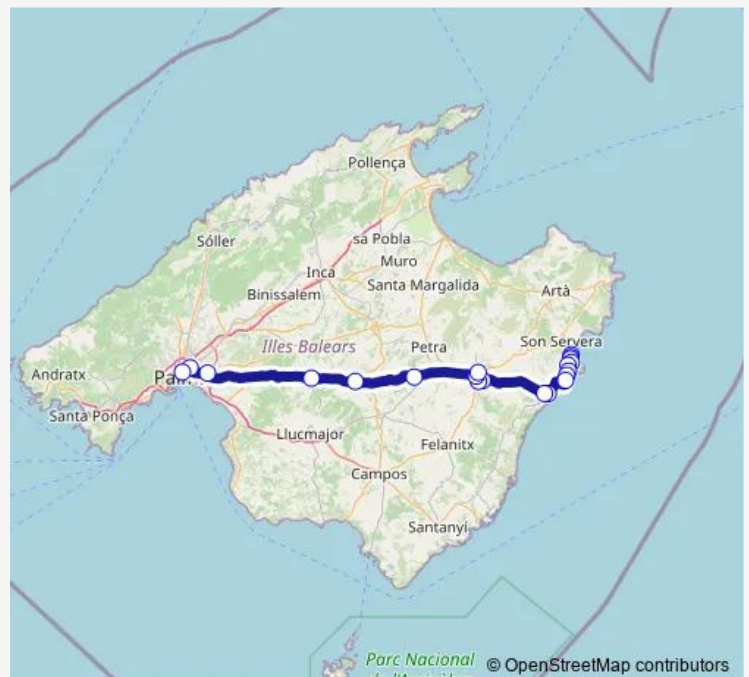 Pollença
Sóller
sa Pobla
Muro
Inca
Santa Margalida
Binissalem
Artà
Illes Balears
Petra
Son Servera
Andratx
Santa Ponça
Llucmajor
Felanitx
Campos
Santanyí
Parc Nacional
© OpenStreetMap contributors